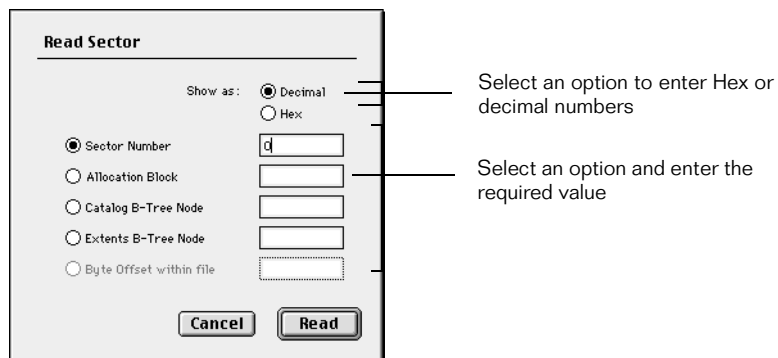 Read Sector
Show as: Decimal
Hex
Select an option to enter Hex or
decimal numbers
Sector Number 0
Allocation Block
Select an option and enter the
required value
Catalog B-Tree Node
Extents B-Tree Node
Byte Offset within file
Cancel Read